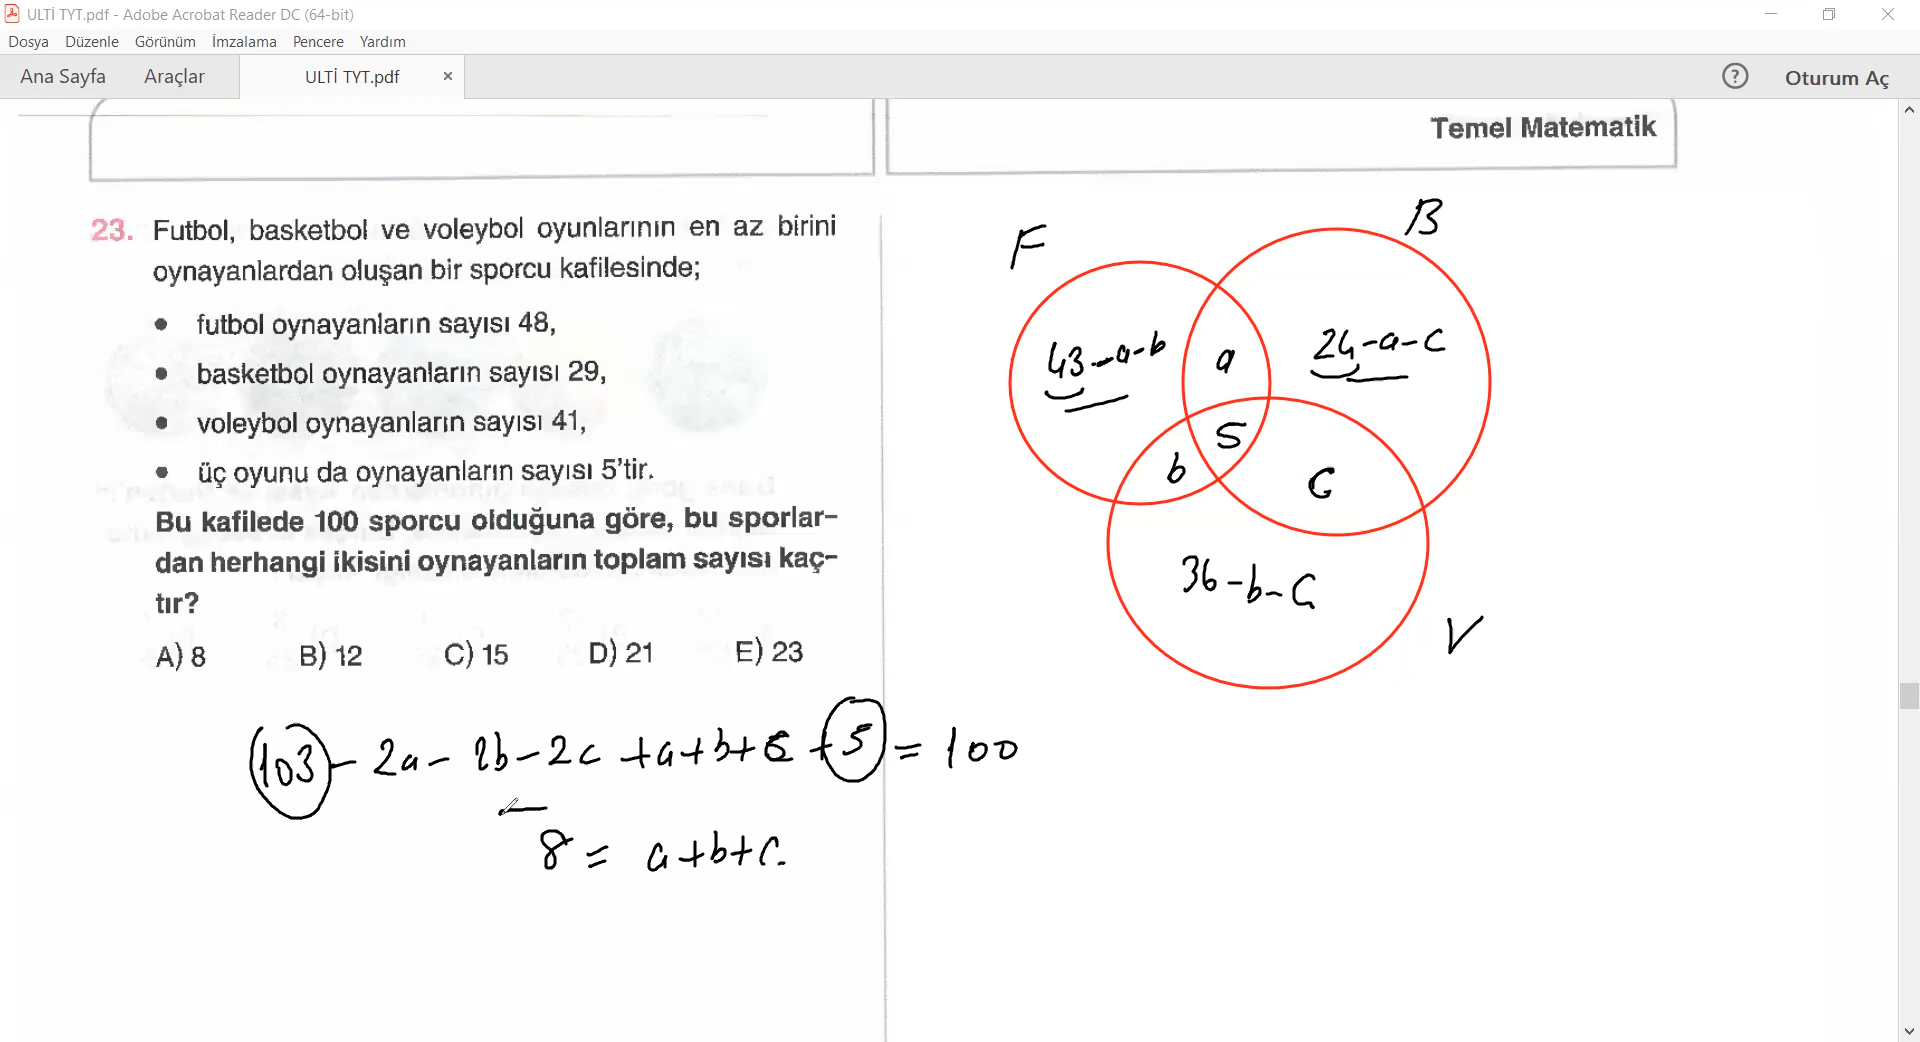 ULTİ TYT.pdf - Adobe Acrobat Reader DC (64-bit)
Dosya Düzenle Görünüm İmzalama Pencere Yardım
Ana Sayfa Araçlar ULTİ TYT.pdf × ? Oturum Aç
Temel Matematik
23. Futbol, basketbol ve voleybol oyunlarının en az birini
oynayanlardan oluşan bir sporcu kafilesinde;
• futbol oynayanların sayısı 48,
• basketbol oynayanların sayısı 29,
• voleybol oynayanların sayısı 41,
• üç oyunu da oynayanların sayısı 5'tir.
Bu kafilede 100 sporcu olduğuna göre, bu sporlar-
dan herhangi ikisini oynayanların toplam sayısı kaç-
tır?
A) 8 B) 12 C) 15 D) 21 E) 23
103 - 2a - 2b - 2c + a + b + c + 5 = 100
8 = a + b + c
F
B
43 - a - b
a
24 - a - c
5
b
C
36 - b - C
V